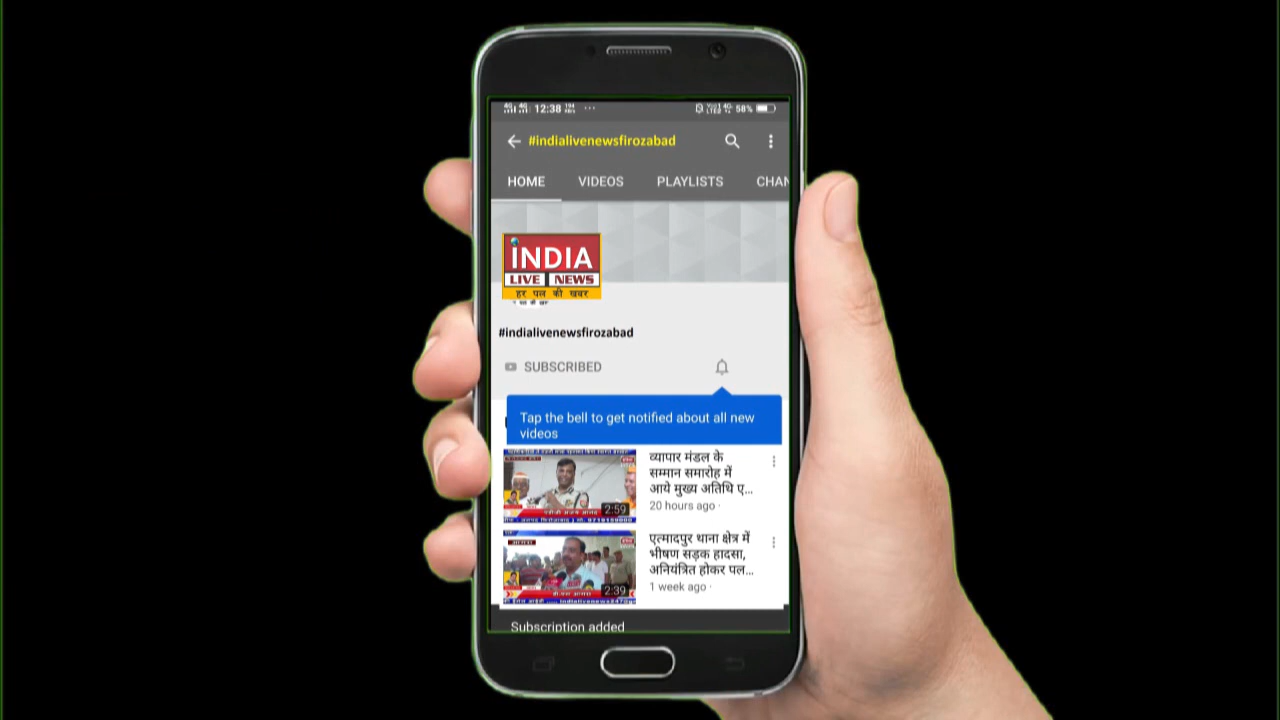 12:38 58%
#indialivenewsfirozabad
HOME VIDEOS PLAYLISTS CHAN
INDIA
LIVE NEWS
हर पल की खबर
#indialivenewsfirozabad
SUBSCRIBED
Tap the bell to get notified about all new
videos
व्यापार मंडल के
सम्मान समारोह में
आये मुख्य अतिथि ए...
20 hours ago ·
2:59
एत्मादपुर थाना क्षेत्र में
भीषण सड़क हादसा,
अनियंत्रित होकर पल...
1 week ago ·
2:39
Subscription added